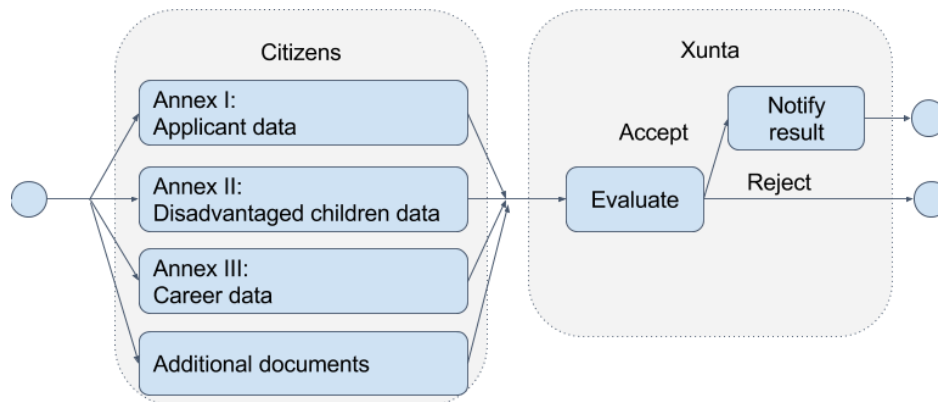 Citizens
Annex I:
Applicant data
Annex II:
Disadvantaged children data
Annex III:
Career data
Additional documents
Xunta
Accept
Notify
result
Evaluate
Reject